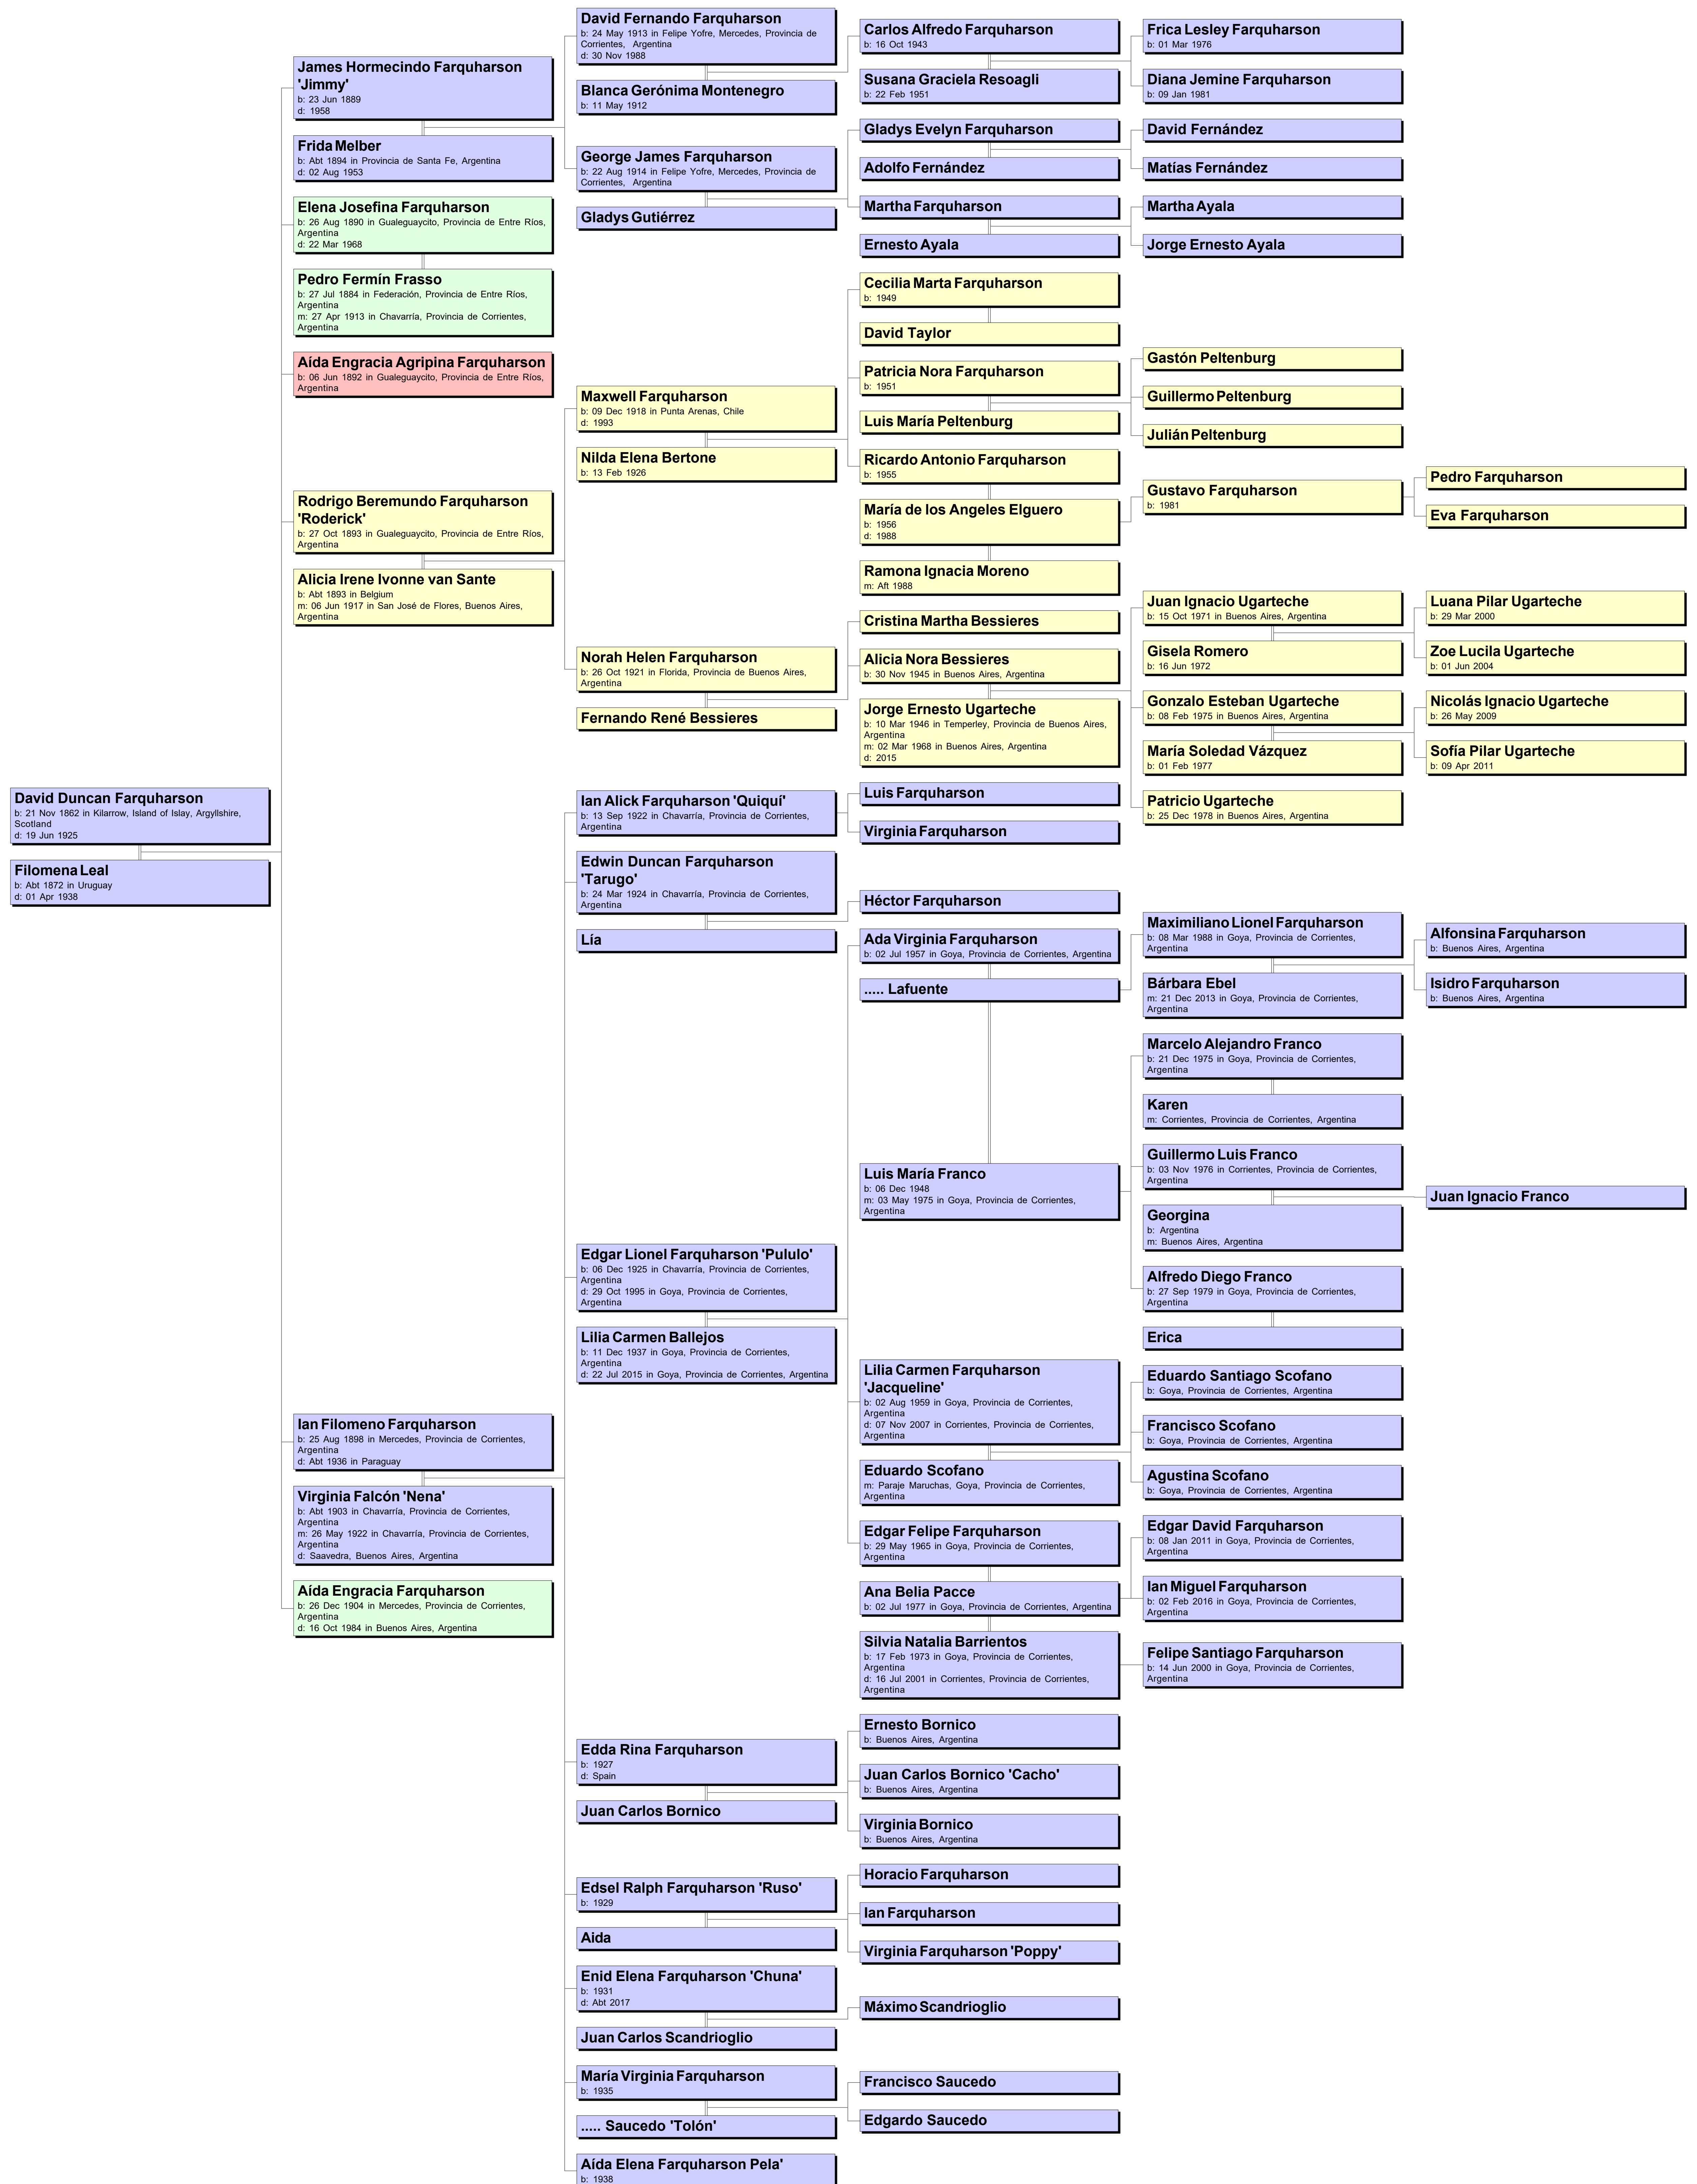 David Duncan Farquharson
b: 21 Nov 1862 in Kilarrow, Island of Islay, Argyllshire,
Scotland
d: 19 Jun 1925
Filomena Leal
b: Abt 1872 in Uruguay
d: 01 Apr 1938
James Hormecindo Farquharson
'Jimmy'
b: 23 Jun 1889
d: 1958
Frida Melber
b: Abt 1894 in Provincia de Santa Fe, Argentina
d: 02 Aug 1953
Elena Josefina Farquharson
b: 26 Aug 1890 in Gualeguaycito, Provincia de Entre Ríos,
Argentina
d: 22 Mar 1968
Pedro Fermín Frasso
b: 27 Jul 1884 in Federación, Provincia de Entre Ríos,
Argentina
m: 27 Apr 1913 in Chavarría, Provincia de Corrientes,
Argentina
Aída Engracia Agripina Farquharson
b: 06 Jun 1892 in Gualeguaycito, Provincia de Entre Ríos,
Argentina
Rodrigo Beremundo Farquharson
'Roderick'
b: 27 Oct 1893 in Gualeguaycito, Provincia de Entre Ríos,
Argentina
Alicia Irene Ivonne van Sante
b: Abt 1893 in Belgium
m: 06 Jun 1917 in San José de Flores, Buenos Aires,
Argentina
Ian Filomeno Farquharson
b: 25 Aug 1898 in Mercedes, Provincia de Corrientes,
Argentina
d: Abt 1936 in Paraguay
Virginia Falcón 'Nena'
b: Abt 1903 in Chavarría, Provincia de Corrientes,
Argentina
m: 26 May 1922 in Chavarría, Provincia de Corrientes,
Argentina
d: Saavedra, Buenos Aires, Argentina
Aída Engracia Farquharson
b: 26 Dec 1904 in Mercedes, Provincia de Corrientes,
Argentina
d: 16 Oct 1984 in Buenos Aires, Argentina
David Fernando Farquharson
b: 24 May 1913 in Felipe Yofre, Mercedes, Provincia de
Corrientes, Argentina
d: 30 Nov 1988
Blanca Gerónima Montenegro
b: 11 May 1912
George James Farquharson
b: 22 Aug 1914 in Felipe Yofre, Mercedes, Provincia de
Corrientes, Argentina
Gladys Gutiérrez
Maxwell Farquharson
b: 09 Dec 1918 in Punta Arenas, Chile
d: 1993
Nilda Elena Bertone
b: 13 Feb 1926
Norah Helen Farquharson
b: 26 Oct 1921 in Florida, Provincia de Buenos Aires,
Argentina
Fernando René Bessieres
Ian Alick Farquharson 'Quiquí'
b: 13 Sep 1922 in Chavarría, Provincia de Corrientes,
Argentina
Edwin Duncan Farquharson
'Tarugo'
b: 24 Mar 1924 in Chavarría, Provincia de Corrientes,
Argentina
Lía
Edgar Lionel Farquharson 'Pululo'
b: 06 Dec 1925 in Chavarría, Provincia de Corrientes,
Argentina
d: 29 Oct 1995 in Goya, Provincia de Corrientes,
Argentina
Lilia Carmen Ballejos
b: 11 Dec 1937 in Goya, Provincia de Corrientes,
Argentina
d: 22 Jul 2015 in Goya, Provincia de Corrientes, Argentina
Edda Rina Farquharson
b: 1927
d: Spain
Juan Carlos Bornico
Edsel Ralph Farquharson 'Ruso'
b: 1929
Aida
Enid Elena Farquharson 'Chuna'
b: 1931
d: Abt 2017
Juan Carlos Scandrioglio
María Virginia Farquharson
b: 1935
..... Saucedo 'Tolón'
Aída Elena Farquharson Pela'
b: 1938
Carlos Alfredo Farquharson
b: 16 Oct 1943
Susana Graciela Resoagli
b: 22 Feb 1951
Gladys Evelyn Farquharson
Adolfo Fernández
Martha Farquharson
Ernesto Ayala
Cecilia Marta Farquharson
b: 1949
David Taylor
Patricia Nora Farquharson
b: 1951
Luis María Peltenburg
Ricardo Antonio Farquharson
b: 1955
María de los Angeles Elguero
b: 1956
d: 1988
Ramona Ignacia Moreno
m: Aft 1988
Cristina Martha Bessieres
Alicia Nora Bessieres
b: 30 Nov 1945 in Buenos Aires, Argentina
Jorge Ernesto Ugarteche
b: 10 Mar 1946 in Temperley, Provincia de Buenos Aires,
Argentina
m: 02 Mar 1968 in Buenos Aires, Argentina
d: 2015
Luis Farquharson
Virginia Farquharson
Héctor Farquharson
Ada Virginia Farquharson
b: 02 Jul 1957 in Goya, Provincia de Corrientes, Argentina
..... Lafuente
Luis María Franco
b: 06 Dec 1948
m: 03 May 1975 in Goya, Provincia de Corrientes,
Argentina
Lilia Carmen Farquharson
'Jacqueline'
b: 02 Aug 1959 in Goya, Provincia de Corrientes,
Argentina
d: 07 Nov 2007 in Corrientes, Provincia de Corrientes,
Argentina
Eduardo Scofano
m: Paraje Maruchas, Goya, Provincia de Corrientes,
Argentina
Edgar Felipe Farquharson
b: 29 May 1965 in Goya, Provincia de Corrientes,
Argentina
Ana Belia Pacce
b: 02 Jul 1977 in Goya, Provincia de Corrientes, Argentina
Silvia Natalia Barrientos
b: 17 Feb 1973 in Goya, Provincia de Corrientes,
Argentina
d: 16 Jul 2001 in Corrientes, Provincia de Corrientes,
Argentina
Ernesto Bornico
b: Buenos Aires, Argentina
Juan Carlos Bornico 'Cacho'
b: Buenos Aires, Argentina
Virginia Bornico
b: Buenos Aires, Argentina
Horacio Farquharson
Ian Farquharson
Virginia Farquharson 'Poppy'
Máximo Scandrioglio
Francisco Saucedo
Edgardo Saucedo
Frica Lesley Farquharson
b: 01 Mar 1976
Diana Jemine Farquharson
b: 09 Jan 1981
David Fernández
Matías Fernández
Martha Ayala
Jorge Ernesto Ayala
Gastón Peltenburg
Guillermo Peltenburg
Julián Peltenburg
Gustavo Farquharson
b: 1981
Juan Ignacio Ugarteche
b: 15 Oct 1971 in Buenos Aires, Argentina
Gisela Romero
b: 16 Jun 1972
Gonzalo Esteban Ugarteche
b: 08 Feb 1975 in Buenos Aires, Argentina
María Soledad Vázquez
b: 01 Feb 1977
Patricio Ugarteche
b: 25 Dec 1978 in Buenos Aires, Argentina
Maximiliano Lionel Farquharson
b: 08 Mar 1988 in Goya, Provincia de Corrientes,
Argentina
Bárbara Ebel
m: 21 Dec 2013 in Goya, Provincia de Corrientes,
Argentina
Marcelo Alejandro Franco
b: 21 Dec 1975 in Goya, Provincia de Corrientes,
Argentina
Karen
m: Corrientes, Provincia de Corrientes, Argentina
Guillermo Luis Franco
b: 03 Nov 1976 in Corrientes, Provincia de Corrientes,
Argentina
Georgina
b: Argentina
m: Buenos Aires, Argentina
Alfredo Diego Franco
b: 27 Sep 1979 in Goya, Provincia de Corrientes,
Argentina
Erica
Eduardo Santiago Scofano
b: Goya, Provincia de Corrientes, Argentina
Francisco Scofano
b: Goya, Provincia de Corrientes, Argentina
Agustina Scofano
b: Goya, Provincia de Corrientes, Argentina
Edgar David Farquharson
b: 08 Jan 2011 in Goya, Provincia de Corrientes,
Argentina
Ian Miguel Farquharson
b: 02 Feb 2016 in Goya, Provincia de Corrientes,
Argentina
Felipe Santiago Farquharson
b: 14 Jun 2000 in Goya, Provincia de Corrientes,
Argentina
Pedro Farquharson
Eva Farquharson
Luana Pilar Ugarteche
b: 29 Mar 2000
Zoe Lucila Ugarteche
b: 01 Jun 2004
Nicolás Ignacio Ugarteche
b: 26 May 2009
Sofía Pilar Ugarteche
b: 09 Apr 2011
Alfonsina Farquharson
b: Buenos Aires, Argentina
Isidro Farquharson
b: Buenos Aires, Argentina
Juan Ignacio Franco